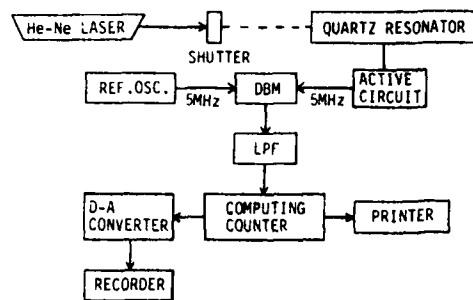 He-Ne LASER
QUARTZ RESONATOR
SHUTTER
REF.OSC.
5MHz
DBM
5MHz
ACTIVE
CIRCUIT
LPF
D-A
CONVERTER
COMPUTING
COUNTER
PRINTER
RECORDER